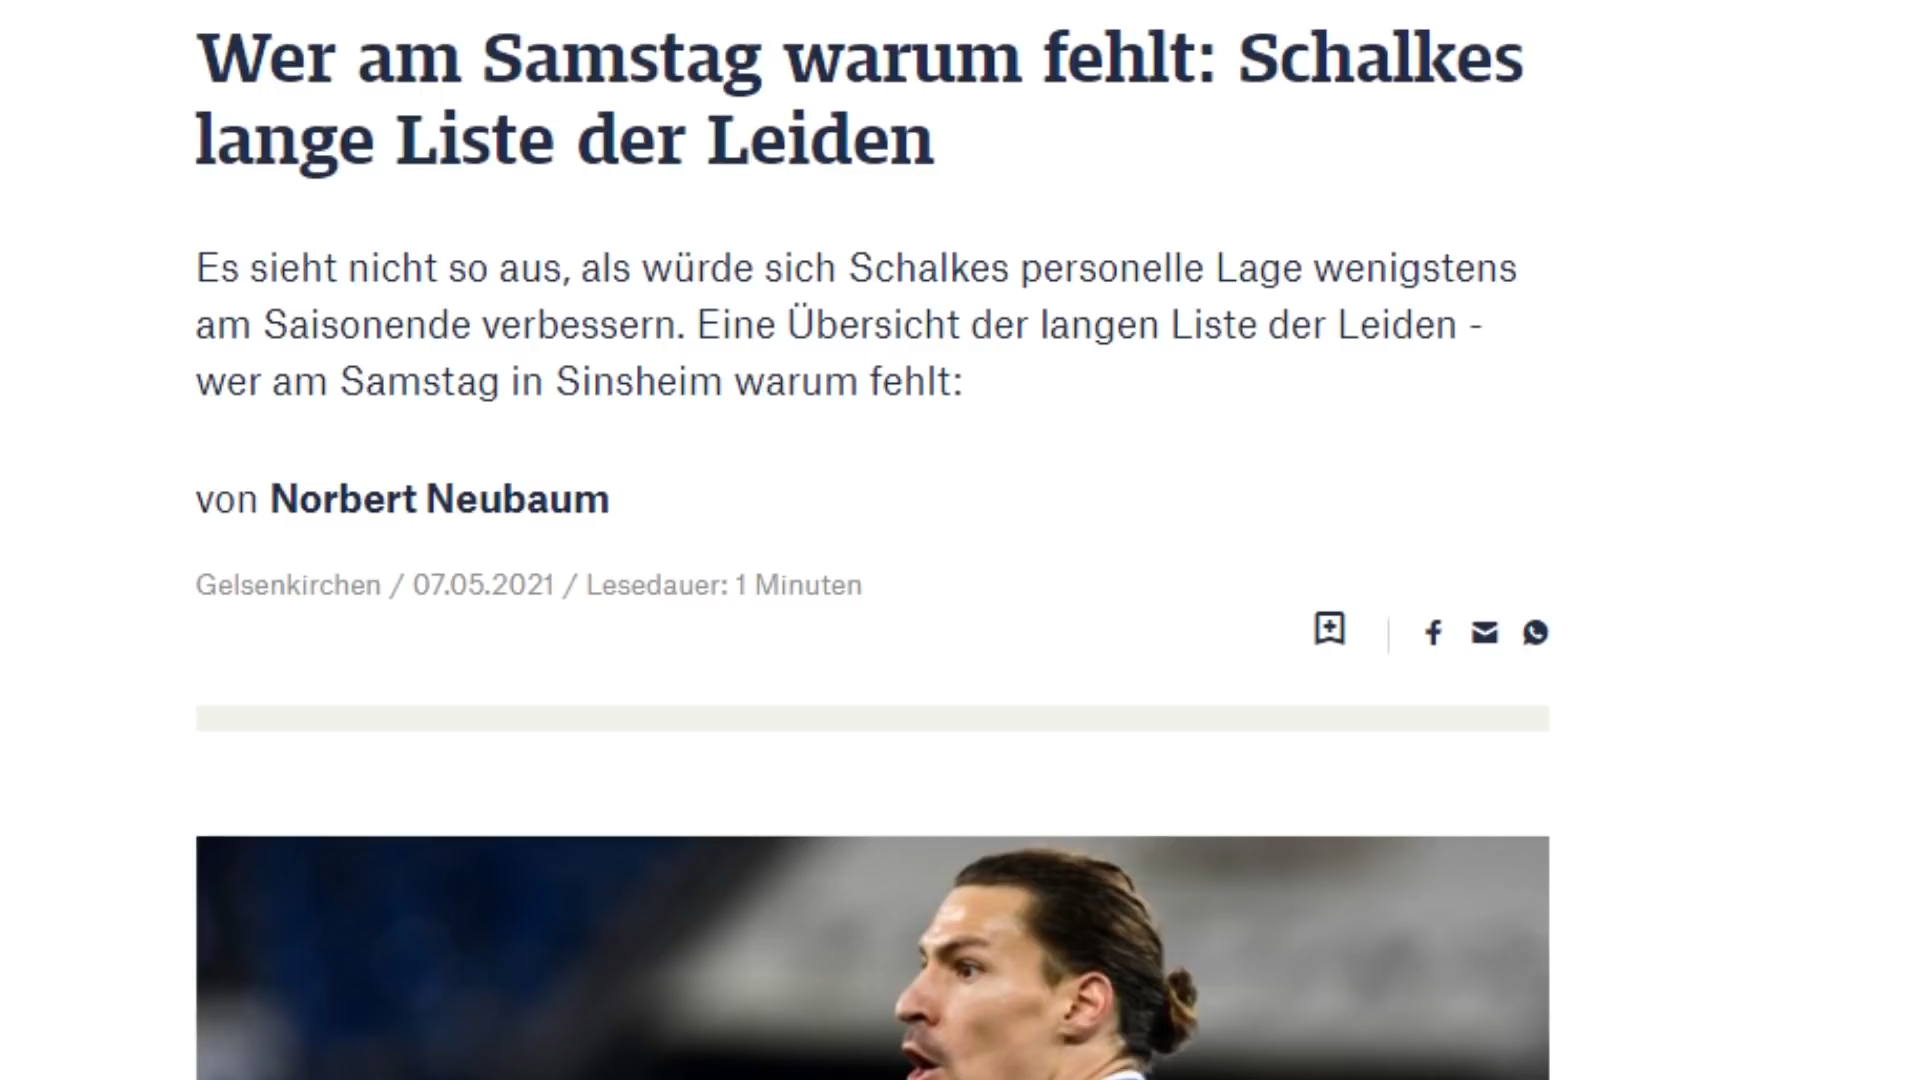 Wer am Samstag warum fehlt: Schalkes
lange Liste der Leiden
Es sieht nicht so aus, als würde sich Schalkes personelle Lage wenigstens
am Saisonende verbessern. Eine Übersicht der langen Liste der Leiden -
wer am Samstag in Sinsheim warum fehlt:
von Norbert Neubaum
Gelsenkirchen / 07.05.2021 / Lesedauer: 1 Minuten